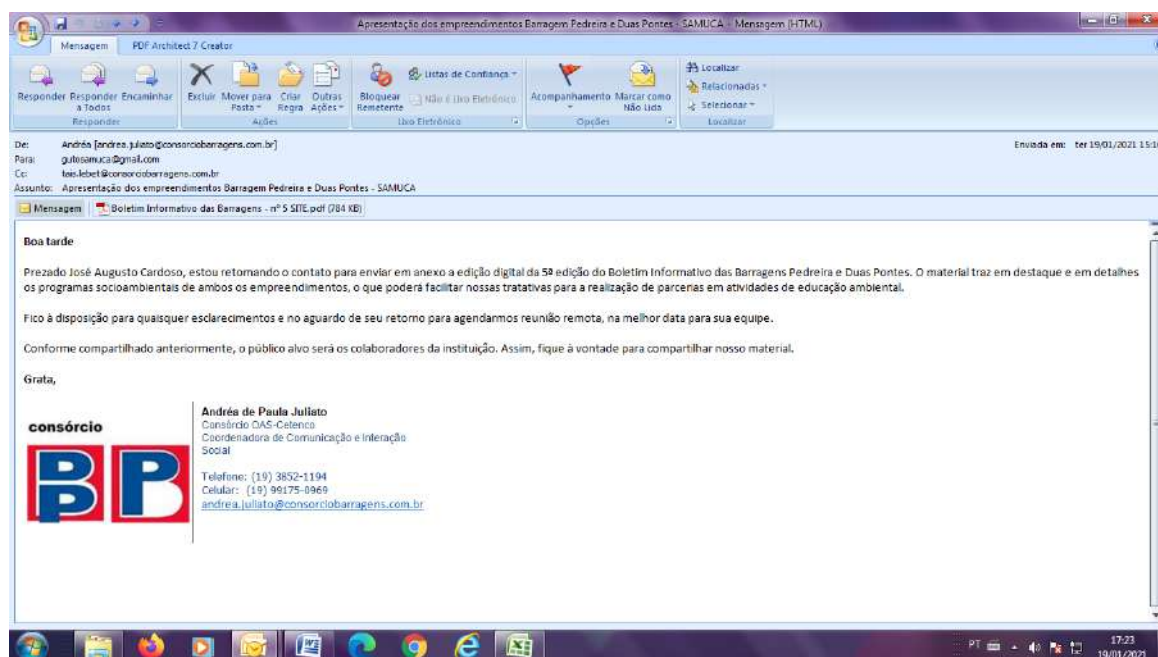 Apresentação dos empreendimentos Barragem Pedreira e Duas Pontes - SAMUCA - Mensagem (HTML)
Mensagem PDF Architect 7 Creator
Responder Responder a Todos Encaminhar
Excluir Mover para Pasta Criar Regra Outras Ações
Bloquear Remetente Listas de Confiança Não é Lixo Eletrônico
Acompanhamento Marcar como Não Lida
Localizar Relacionadas Selecionar
Responder Ações Lixo Eletrônico Opções Localizar
De: Andréa [andrea.juliato@consorciobarragens.com.br] Enviada em: ter 19/01/2021 15:1
Para: gutosamuca@gmail.com
Cc: tais.lebet@consorciobarragens.com.br
Assunto: Apresentação dos empreendimentos Barragem Pedreira e Duas Pontes - SAMUCA
Mensagem Boletim Informativo das Barragens - nº 5 SITE.pdf (784 KB)
Boa tarde
Prezado José Augusto Cardoso, estou retomando o contato para enviar em anexo a edição digital da 5ª edição do Boletim Informativo das Barragens Pedreira e Duas Pontes. O material traz em destaque e em detalhes
os programas socioambientais de ambos os empreendimentos, o que poderá facilitar nossas tratativas para a realização de parcerias em atividades de educação ambiental.
Fico à disposição para quaisquer esclarecimentos e no aguardo de seu retorno para agendarmos reunião remota, na melhor data para sua equipe.
Conforme compartilhado anteriormente, o público alvo será os colaboradores da instituição. Assim, fique à vontade para compartilhar nosso material.
Grata,
consórcio
BPB
Andréa de Paula Juliato
Consórcio OAS-Cetenco
Coordenadora de Comunicação e Interação
Social
Telefone: (19) 3852-1194
Celular: (19) 99175-0969
andrea.juliato@consorciobarragens.com.br
PT 17:23
19/01/2021